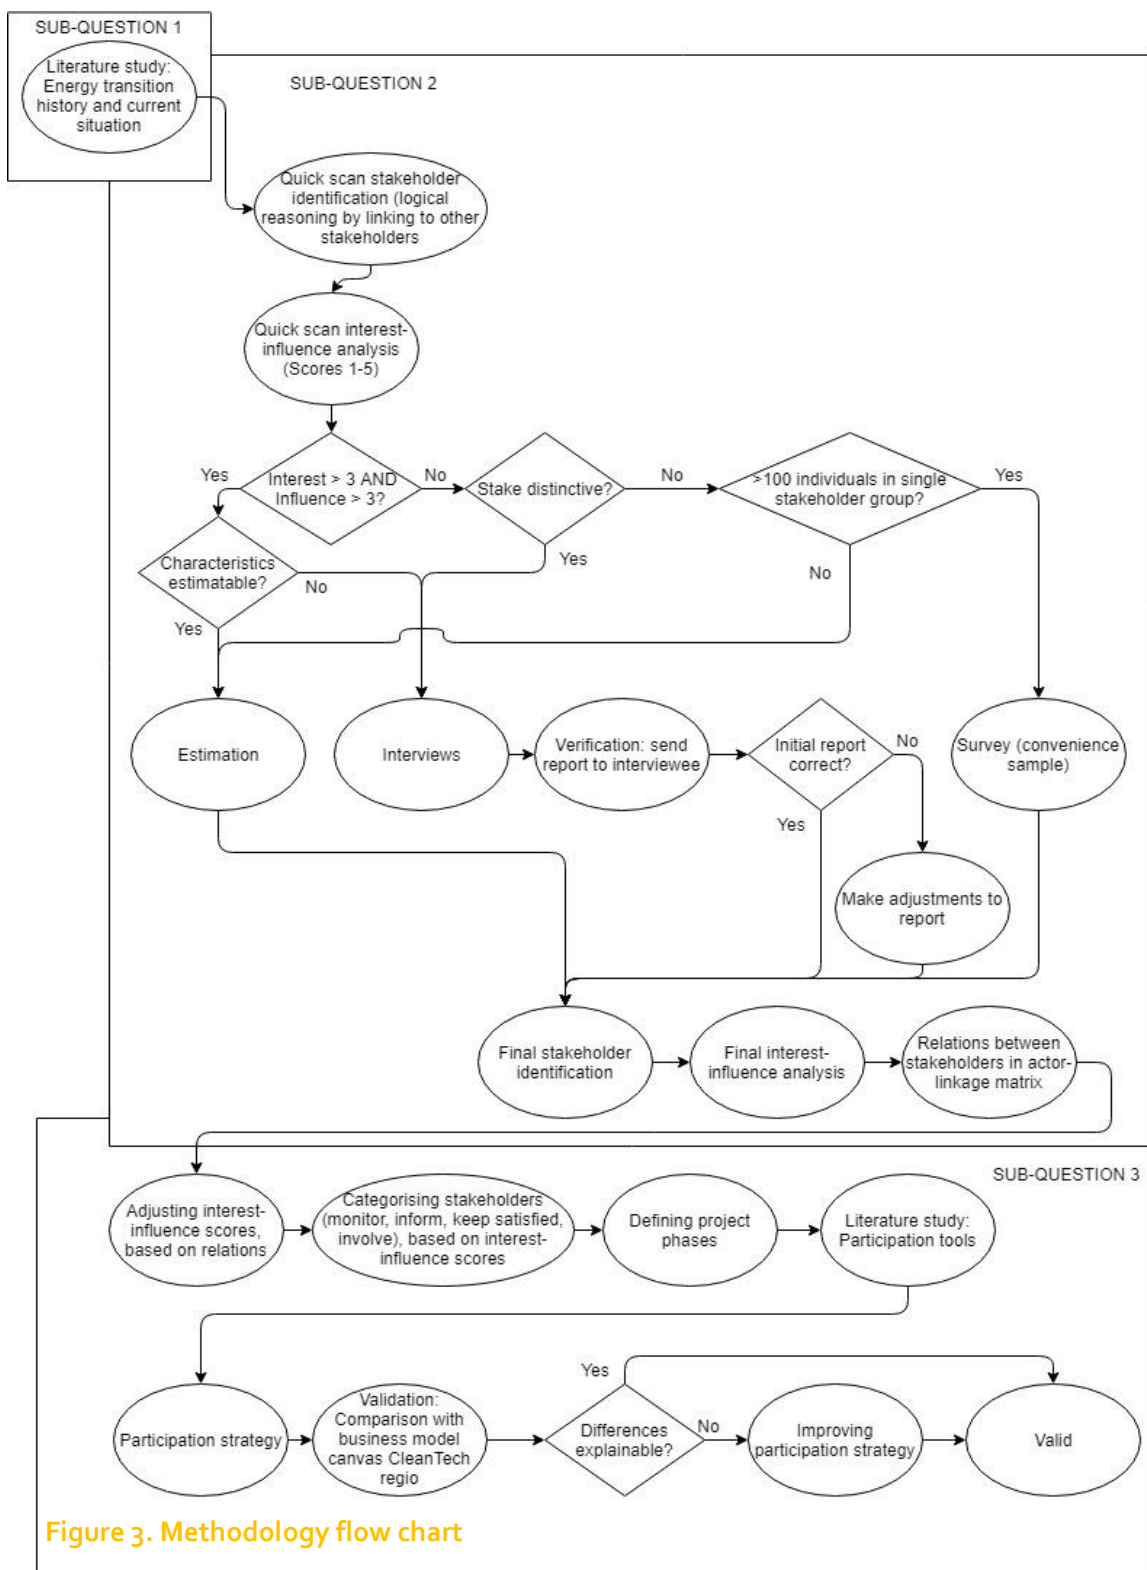 SUB-QUESTION 1
Literature study:
Energy transition
history and current
situation
SUB-QUESTION 2
Quick scan stakeholder
identification (logical
reasoning by linking to other
stakeholders
Quick scan interest-
influence analysis
(Scores 1-5)
Yes
Interest > 3 AND
Influence > 3?
No
Stake distinctive?
No
>100 individuals in single
stakeholder group?
Yes
Characteristics
estimatable?
No
Yes
No
Yes
Estimation
Interviews
Verification: send
report to interviewee
Initial report
correct?
No
Survey (convenience
sample)
Yes
Make adjustments to
report
Final stakeholder
identification
Final interest-
influence analysis
Relations between
stakeholders in actor-
linkage matrix
SUB-QUESTION 3
Adjusting interest-
influence scores,
based on relations
Categorising stakeholders
(monitor, inform, keep satisfied,
involve), based on interest-
influence scores
Defining project
phases
Literature study:
Participation tools
Participation strategy
Validation:
Comparison with
business model
canvas CleanTech
regio
Yes
Differences
explainable?
No
Improving
participation strategy
Valid
Figure 3. Methodology flow chart